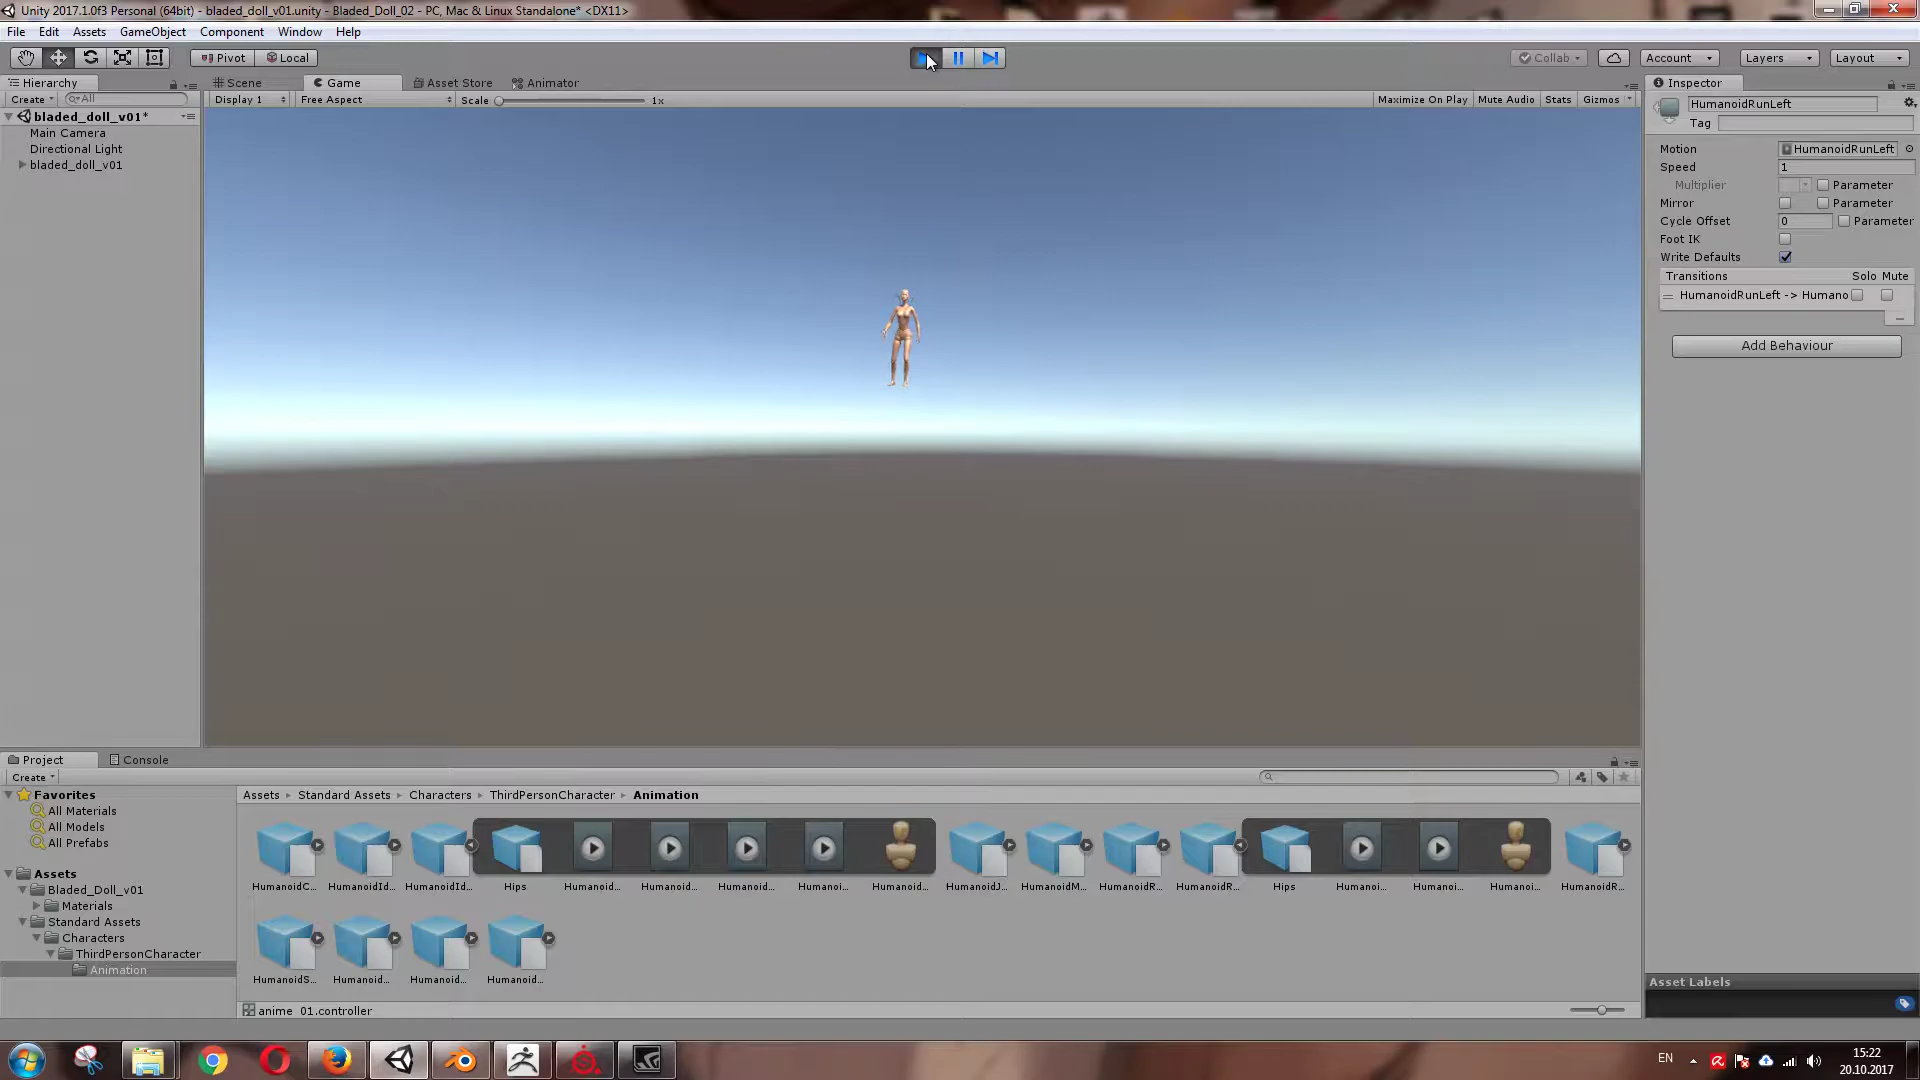 Unity 2017.1.0f3 Personal (64bit) - bladed_doll_v01.unity - Bladed_Doll_02 - PC, Mac & Linux Standalone* <DX11>
File Edit Assets GameObject Component Window Help
Pivot Local Collab Account Layers Layout
Hierarchy Scene Game Asset Store Animator Inspector
Create All Display 1 Free Aspect Scale 1x Maximize On Play Mute Audio Stats Gizmos HumanoidRunLeft
Tag
bladed_doll_v01*
Main Camera
Directional Light
bladed_doll_v01
Motion HumanoidRunLeft
Speed 1
Multiplier Parameter
Mirror Parameter
Cycle Offset 0 Parameter
Foot IK
Write Defaults
Transitions Solo Mute
HumanoidRunLeft -> Humano
Add Behaviour
Project Console
Create
Favorites
All Materials
All Models
All Prefabs
Assets
Bladed_Doll_v01
Materials
Standard Assets
Characters
ThirdPersonCharacter
Animation
Assets Standard Assets Characters ThirdPersonCharacter Animation
HumanoidC... HumanoidId... HumanoidId... Hips Humanoid... Humanoid... Humanoid... Humanoi... Humanoid... HumanoidJ... HumanoidM... HumanoidR... HumanoidR... Hips Humanoi... Humanoi... Humanoi... HumanoidR...
HumanoidS... Humanoid... Humanoid... Humanoid...
anime_01.controller
Asset Labels
EN 15:22
20.10.2017